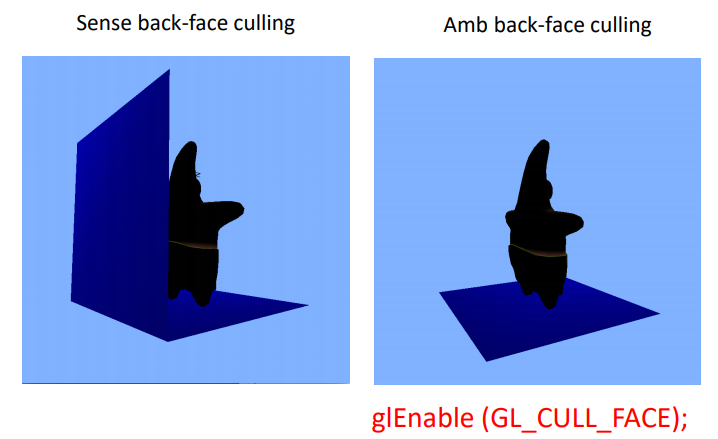 Sense back-face culling
Amb back-face culling
glEnable (GL_CULL_FACE);